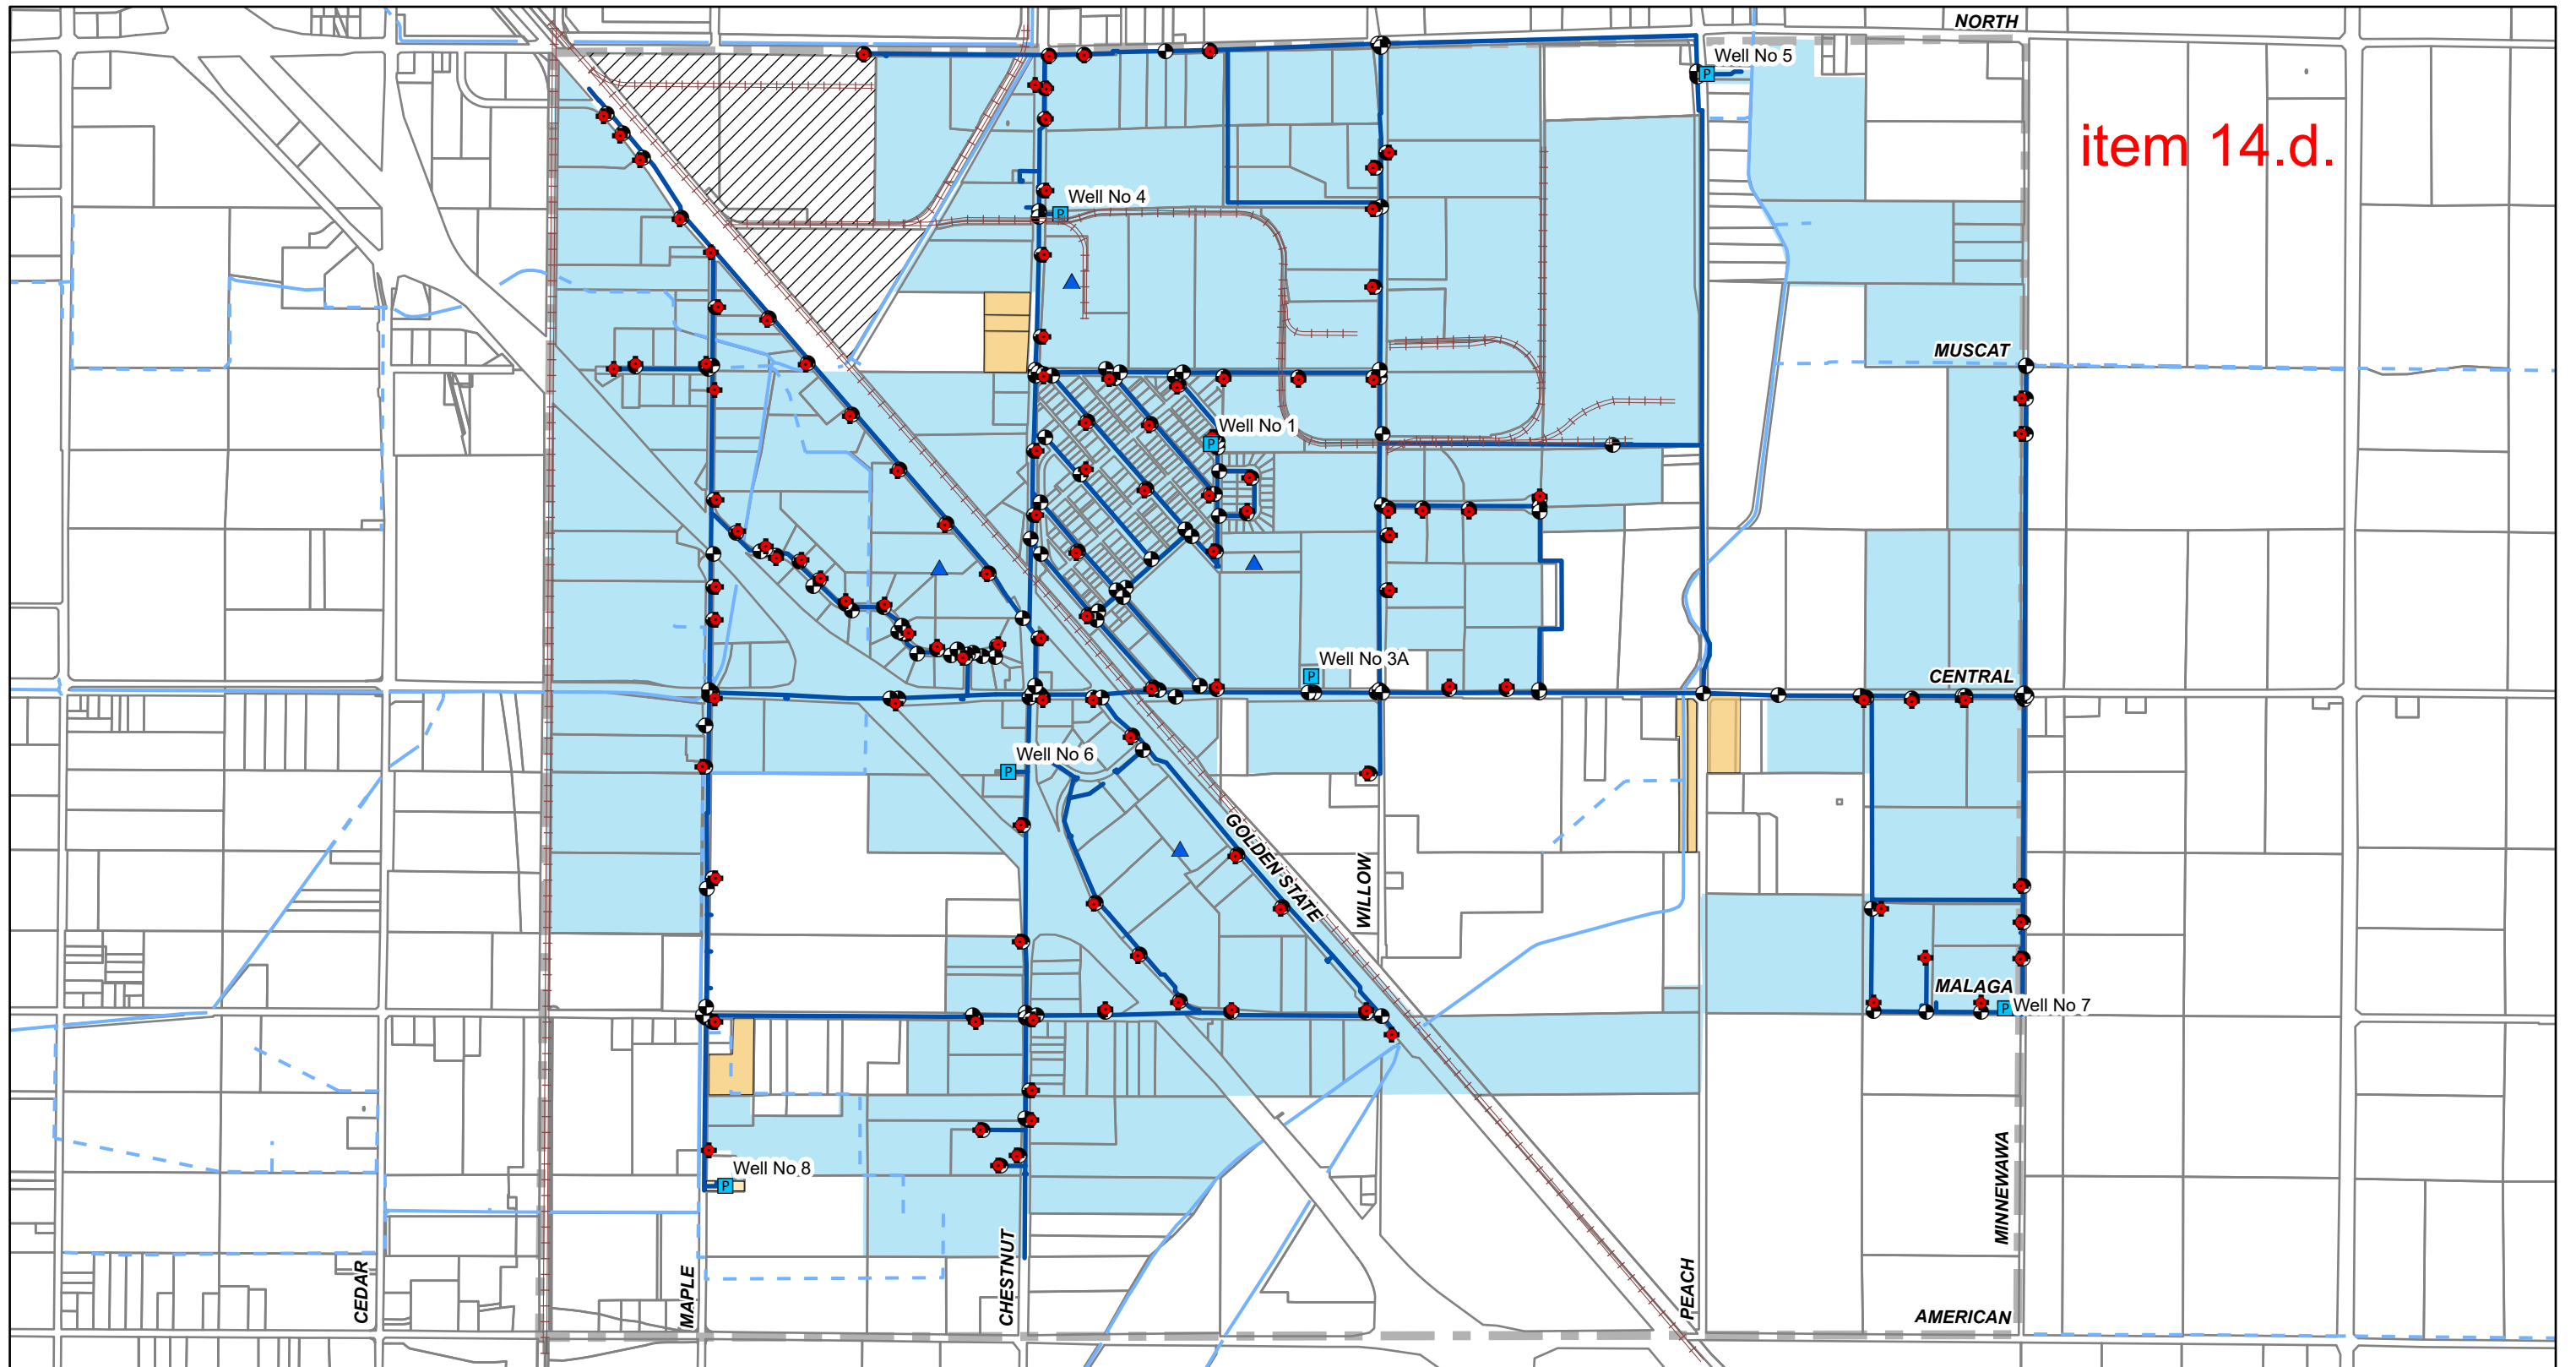 NORTH
Well No 5
P
item 14.d.
Well No 4
P
MUSCAT
Well No 1
P
Well No 3A
P
CENTRAL
Well No 6
P
GOLDEN STATE
WILLOW
MALAGA
P
Well No 7
Well No 8
P
MINNEWAWA
CEDAR
MAPLE
CHESTNUT
PEACH
AMERICAN